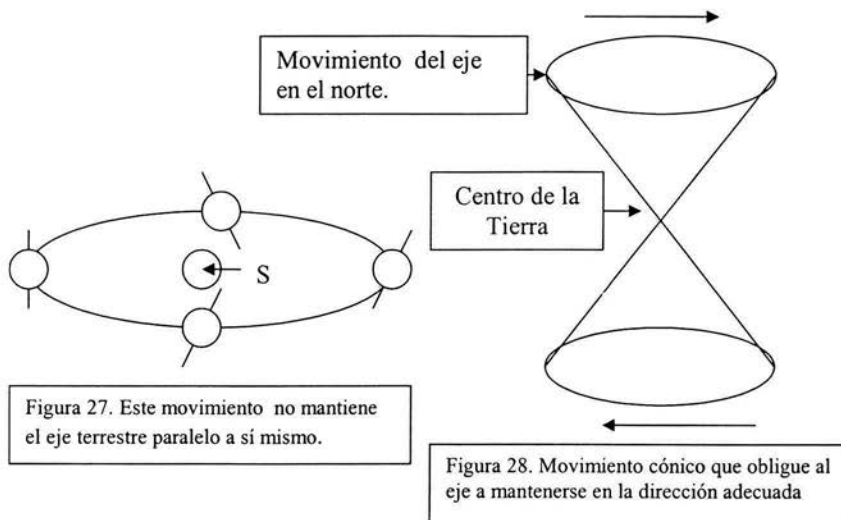 Movimiento del eje
en el norte.
Centro de la
Tierra
S
Figura 27. Este movimiento no mantiene
el eje terrestre paralelo a sí mismo.
Figura 28. Movimiento cónico que obligue al
eje a mantenerse en la dirección adecuada